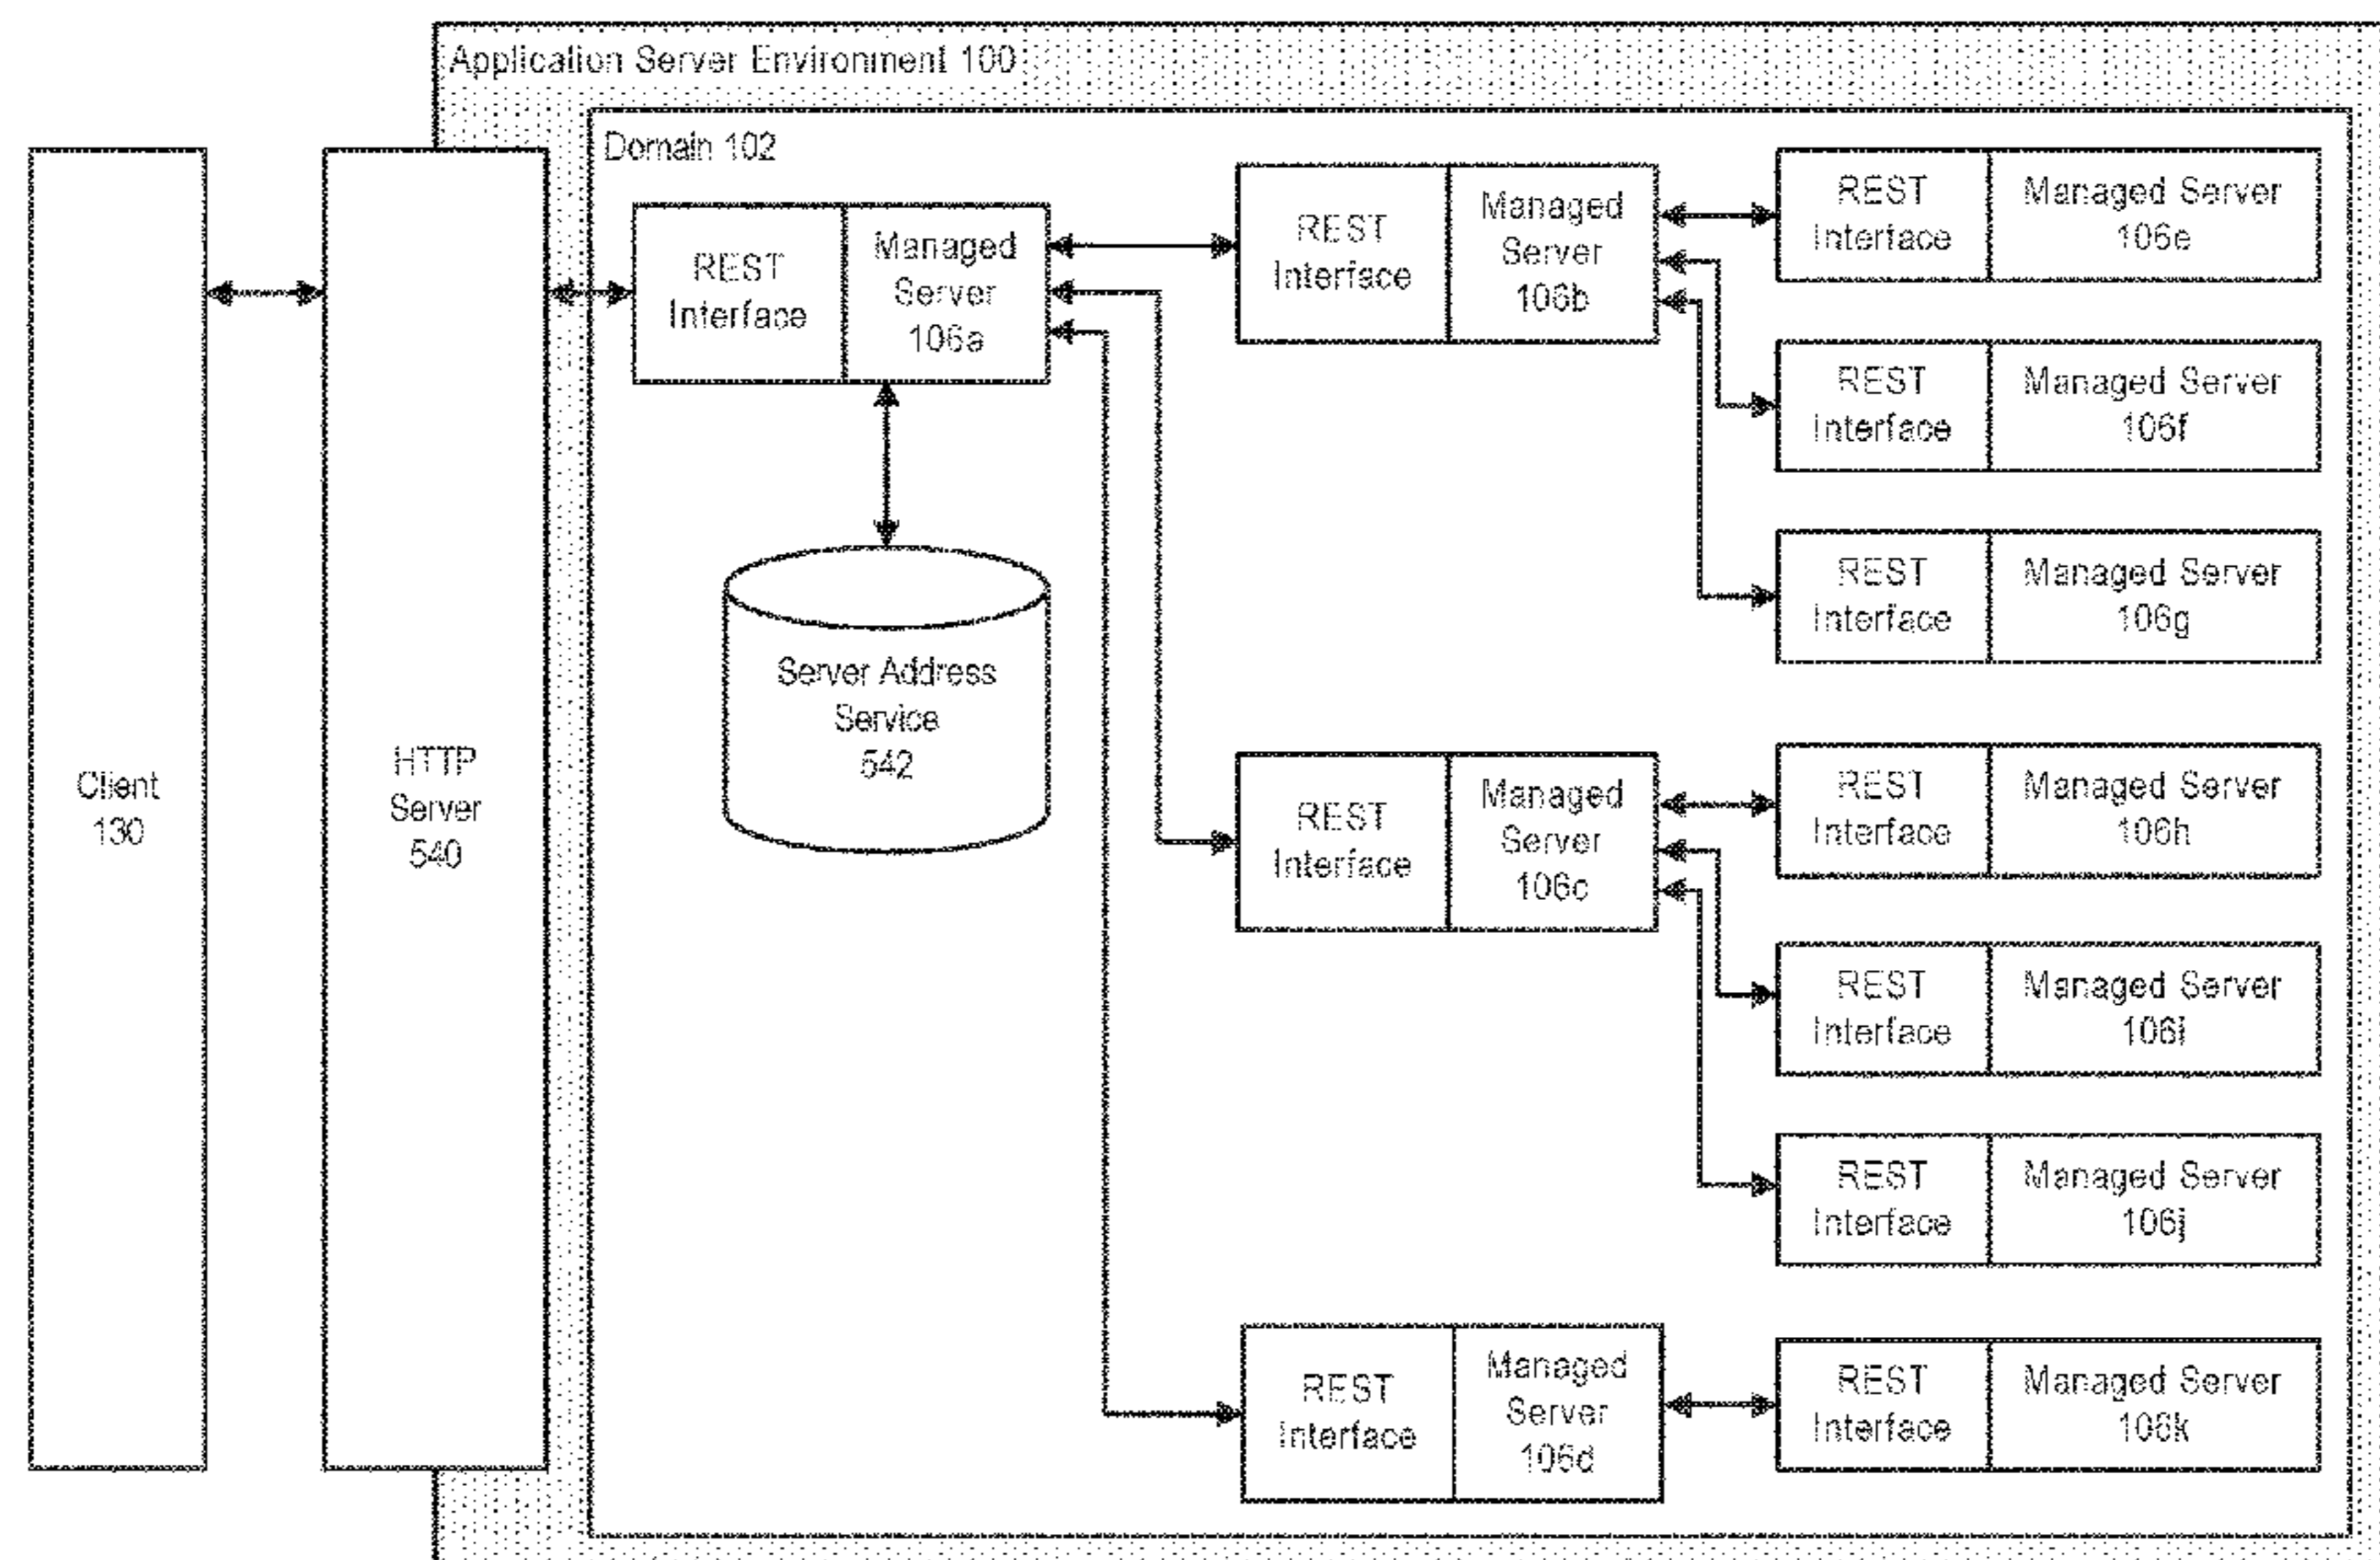 Application Server Environment 100
Domain 102
Client
130
HTTP
Server
540
REST
Interface
Managed
Server
106a
Server Address
Service
542
REST
Interface
Managed
Server
106b
REST
Interface
Managed Server
106e
REST
Interface
Managed Server
106f
REST
Interface
Managed Server
106g
REST
Interface
Managed
Server
106c
REST
Interface
Managed Server
106h
REST
Interface
Managed Server
106i
REST
Interface
Managed Server
106j
REST
Interface
Managed
Server
106d
REST
Interface
Managed Server
106k